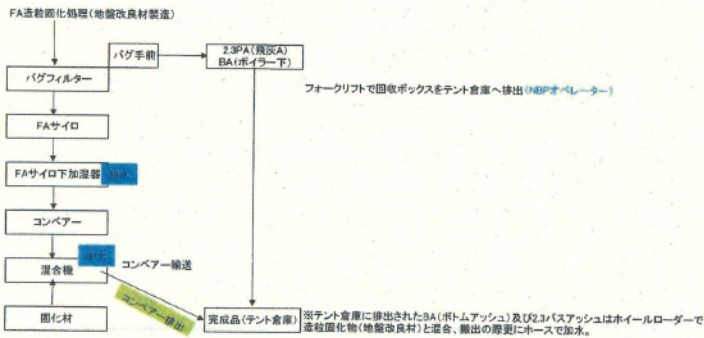 FA造粒固化処理(地盤改良材製造)
バグ手前
2.3PA(飛灰A)
BA(ボイラー下)
バグフィルター
フォークリフトで回収ボックスをテント倉庫へ排出(NBPオペレーター)
FAサイロ
FAサイロ下加湿器
コンベアー
混合機
コンベアー輸送
コンベアー排出
固化材
完成品(テント倉庫)
※テント倉庫に排出されたBA(ボトムアッシュ)及び2.3パスアッシュはホイールローダーで
造粒固化物(地盤改良材)と混合、搬出の際にホースで加水。